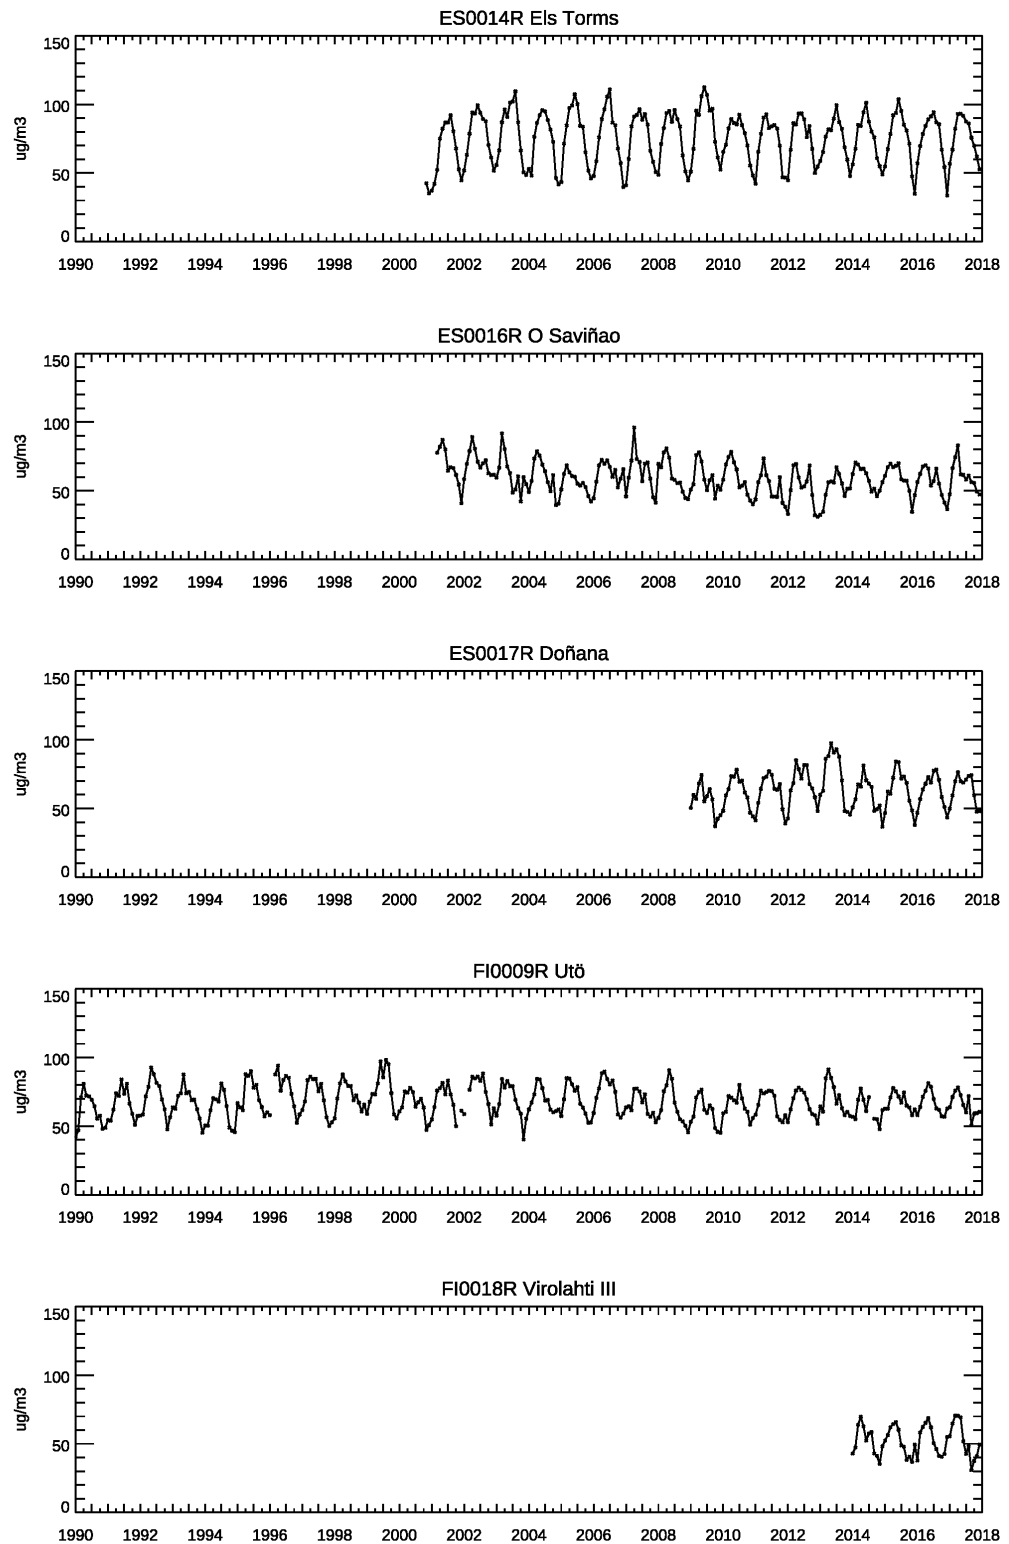 ES0014R Els Torms
150
100
50
0
ug/m3
1990 1992 1994 1996 1998 2000 2002 2004 2006 2008 2010 2012 2014 2016 2018
ES0016R O Saviñao
150
100
50
0
ug/m3
1990 1992 1994 1996 1998 2000 2002 2004 2006 2008 2010 2012 2014 2016 2018
ES0017R Doñana
150
100
50
0
ug/m3
1990 1992 1994 1996 1998 2000 2002 2004 2006 2008 2010 2012 2014 2016 2018
FI0009R Utö
150
100
50
0
ug/m3
1990 1992 1994 1996 1998 2000 2002 2004 2006 2008 2010 2012 2014 2016 2018
FI0018R Virolahti III
150
100
50
0
ug/m3
1990 1992 1994 1996 1998 2000 2002 2004 2006 2008 2010 2012 2014 2016 2018